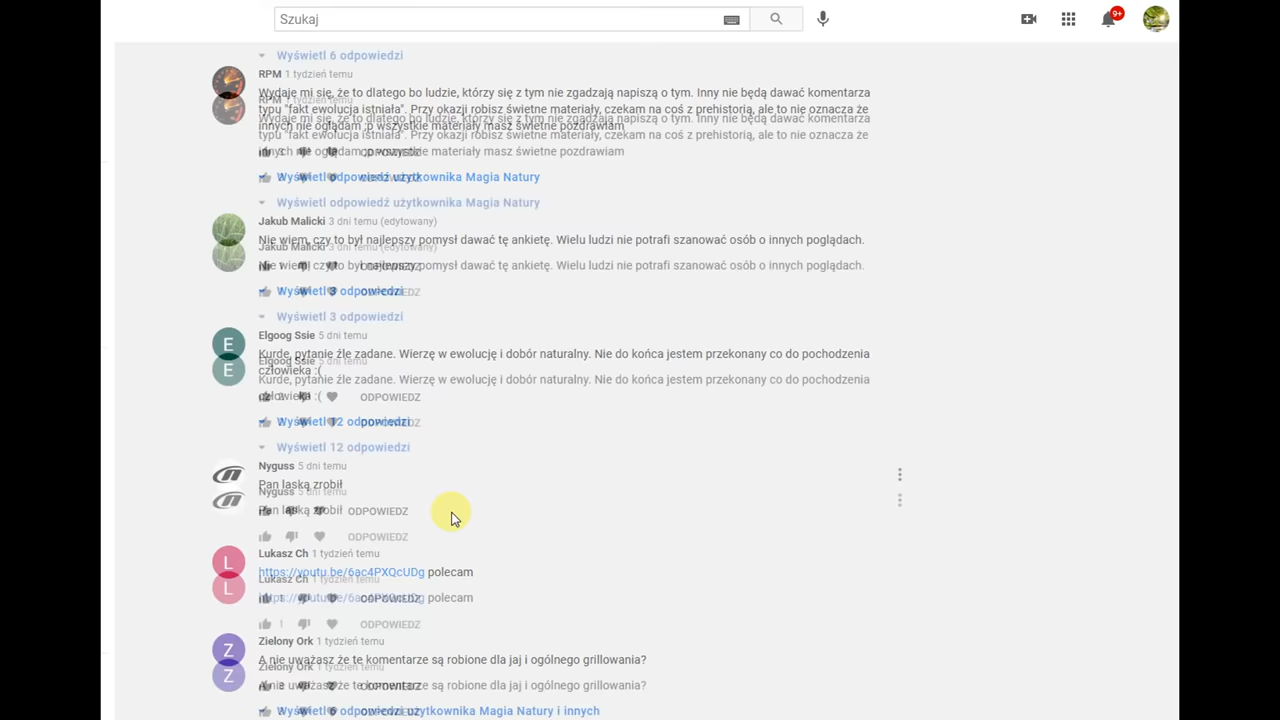 Szukaj
9+
Wyświetl 6 odpowiedzi
RPM 1 tydzień temu
Wydaje mi się, że to dlatego bo ludzie, którzy się z tym nie zgadzają napiszą o tym. Inny nie będą dawać komentarza
typu "fakt ewolucja istniała". Przy okazji robisz świetne materiały, czekam na coś z prehistorią, ale to nie oznacza że
innych nie oglądam ;p wszystkie materiały masz świetne pozdrawiam
Wyświetl odpowiedź użytkownika Magia Natury
Jakub Malicki 3 dni temu (edytowany)
Nie wiem, czy to był najlepszy pomysł dawać tę ankietę. Wielu ludzi nie potrafi szanować osób o innych poglądach.
Wyświetl 3 odpowiedzi
E Elgoog Ssie 5 dni temu
Kurde, pytanie źle zadane. Wierzę w ewolucję i dobór naturalny. Nie do końca jestem przekonany co do pochodzenia
człowieka :(
ODPOWIEDZ
Wyświetl 12 odpowiedzi
Nyguss 5 dni temu
Pan laską zrobił
ODPOWIEDZ
L Lukasz Ch 1 tydzień temu
https://youtu.be/6ac4PXQcUDg polecam
ODPOWIEDZ
Z Zielony Ork 1 tydzień temu
A nie uważasz że te komentarze są robione dla jaj i ogólnego grillowania?
Wyświetl 6 odpowiedzi użytkownika Magia Natury i innych